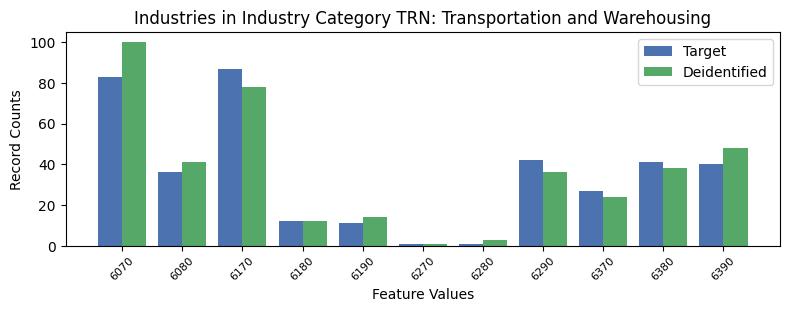 Industries in Industry Category TRN: Transportation and Warehousing
Target
Deidentified
Record Counts
100
80
60
40
20
0
6070 6080 6170 6180 6190 6270 6280 6290 6370 6380 6390
Feature Values